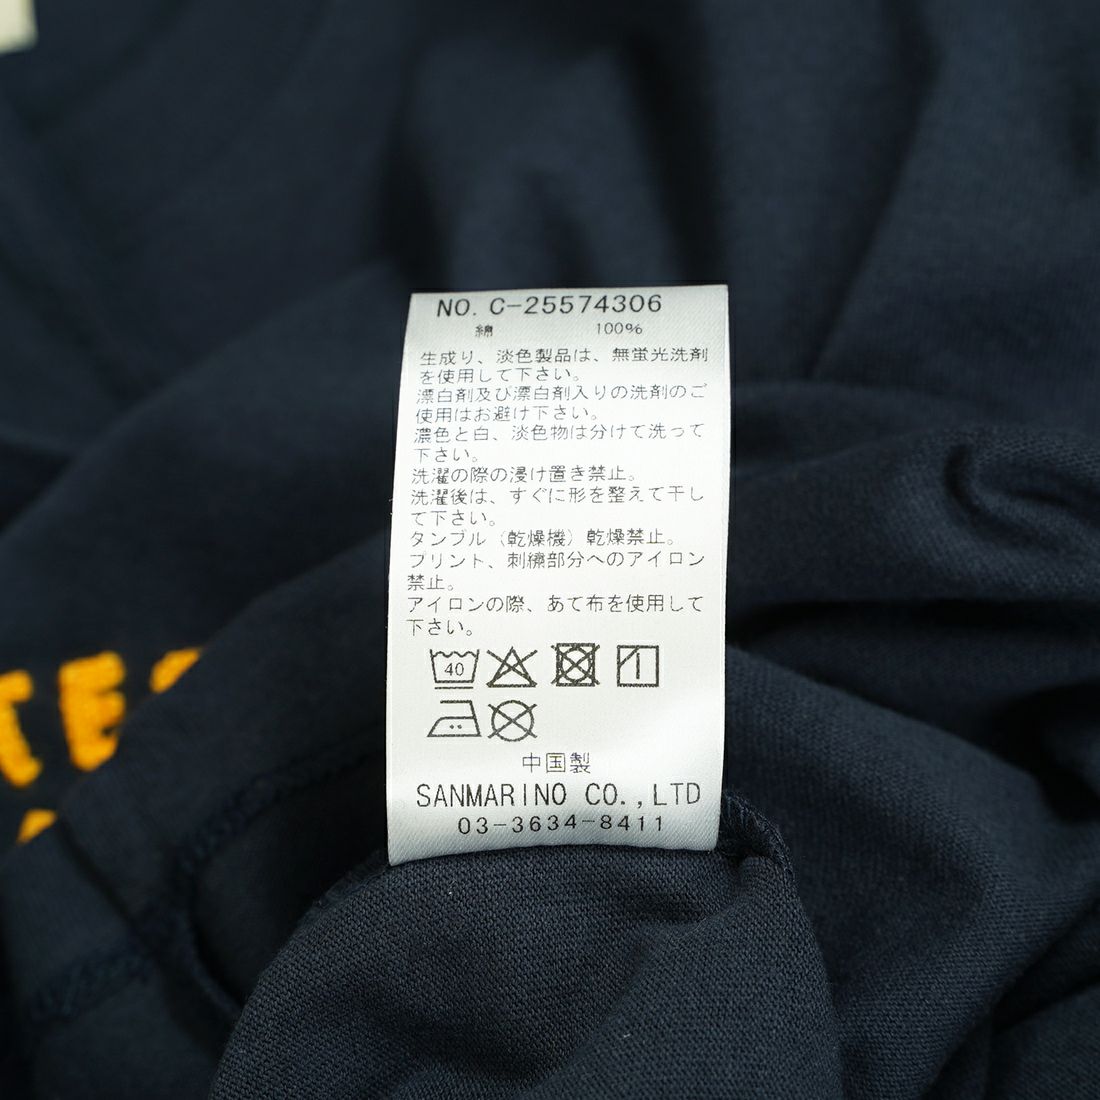 NO. C-25574306
綿 100%
生成り、淡色製品は、無蛍光洗剤
を使用して下さい。
漂白剤及び漂白剤入りの洗剤のご
使用はお避け下さい。
濃色と白、淡色物は分けて洗って
下さい。
洗濯の際の浸け置き禁止。
洗濯後は、すぐに形を整えて干し
て下さい。
タンブル（乾燥機）乾燥禁止。
プリント、刺繍部分へのアイロン
禁止。
アイロンの際、あて布を使用して
下さい。
40
中国製
SANMARINO CO.,LTD
03-3634-8411
TE